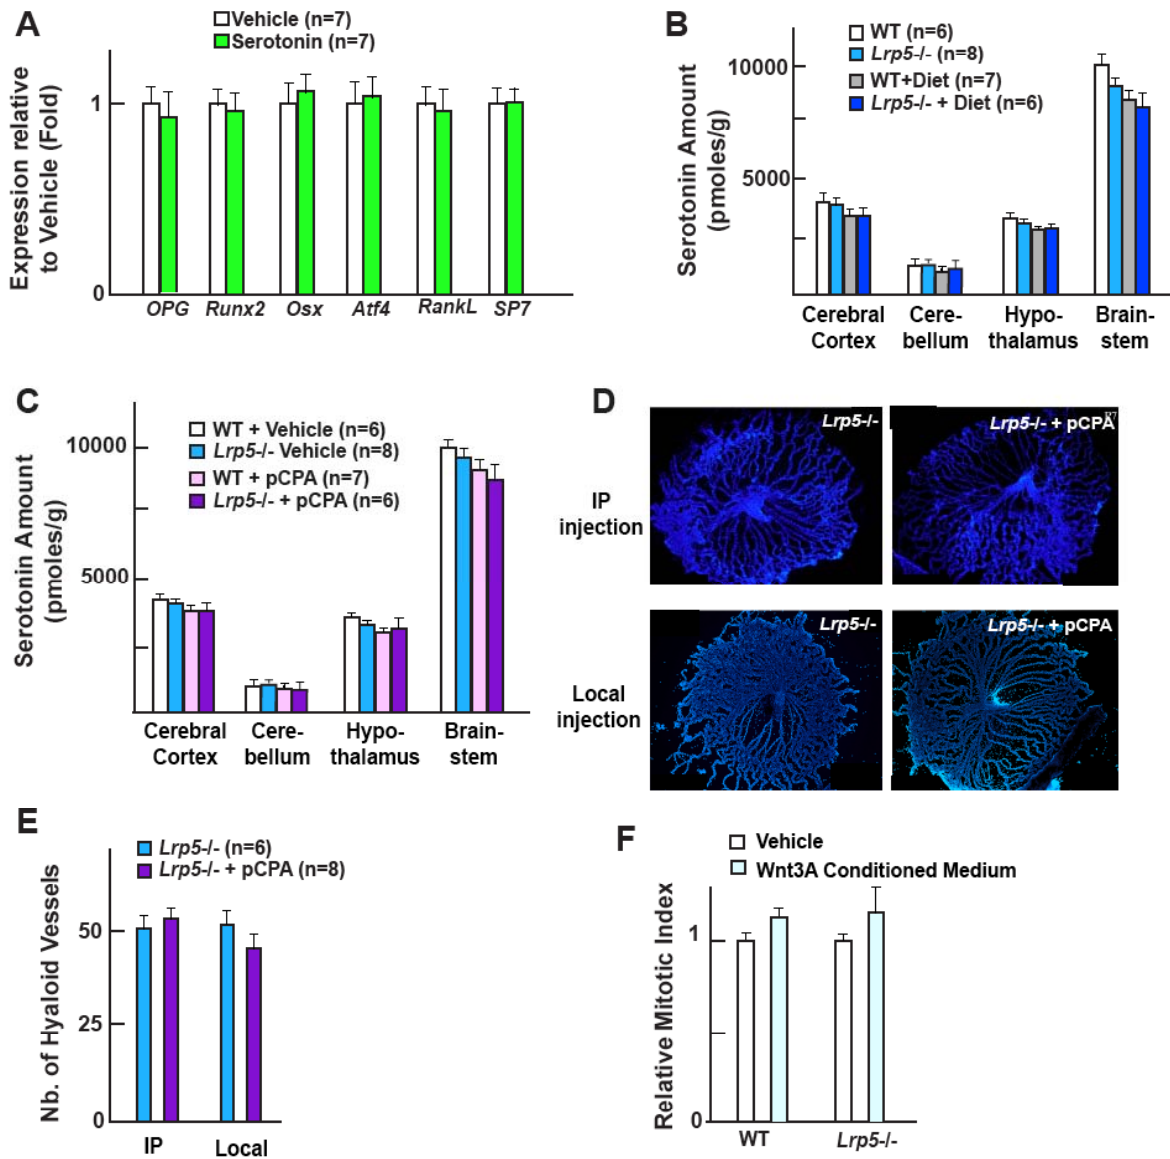 A
Vehicle (n=7)
Serotonin (n=7)
Expression relative
to Vehicle (Fold)
1
0
OPG Runx2 Osx Atf4 RankL SP7
B
WT (n=6)
Lrp5-/- (n=8)
WT+Diet (n=7)
Lrp5-/- + Diet (n=6)
Serotonin Amount
(pmoles/g)
10000
5000
Cerebral
Cortex
Cere-
bellum
Hypo-
thalamus
Brain-
stem
C
WT + Vehicle (n=6)
Lrp5-/- Vehicle (n=8)
WT + pCPA (n=7)
Lrp5-/- + pCPA (n=6)
Serotonin Amount
(pmoles/g)
10000
5000
Cerebral
Cortex
Cere-
bellum
Hypo-
thalamus
Brain-
stem
D
IP
injection
Lrp5-/-
Lrp5-/- + pCPA
Local
injection
Lrp5-/-
Lrp5-/- + pCPA
E
Lrp5-/- (n=6)
Lrp5-/- + pCPA (n=8)
Nb. of Hyaloid Vessels
50
25
0
IP Local
F
Vehicle
Wnt3A Conditioned Medium
Relative Mitotic Index
1
0
WT Lrp5-/-